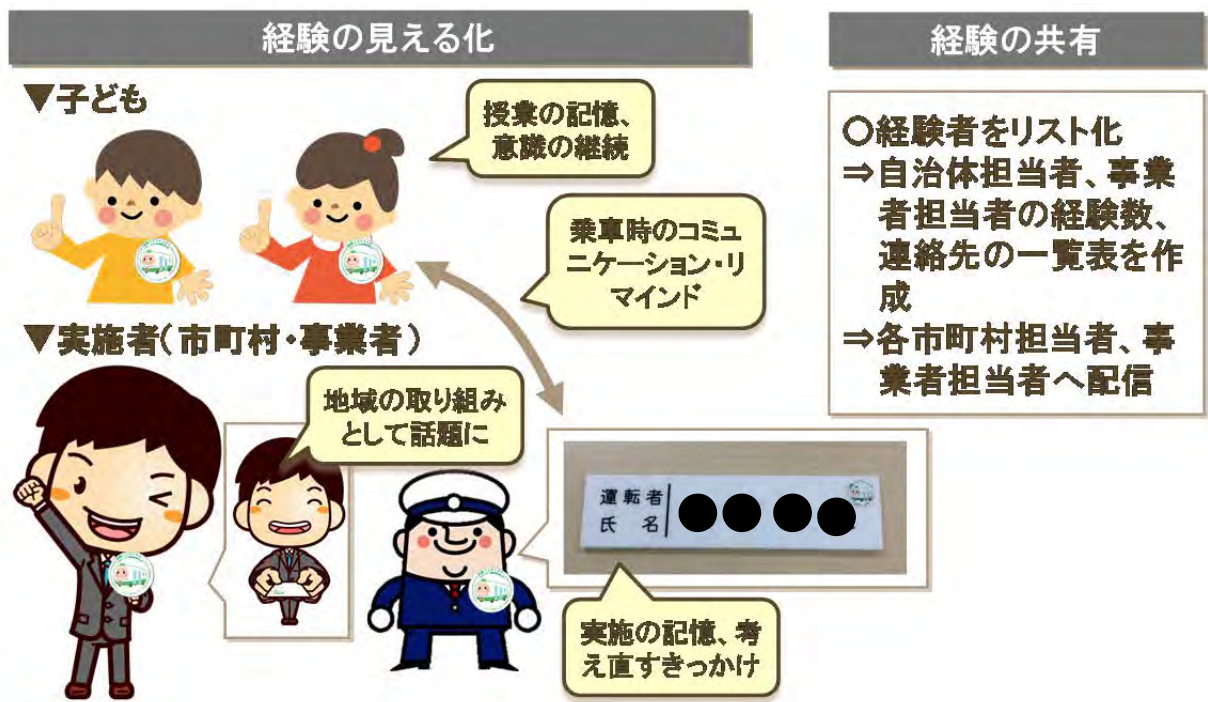 経験の見える化
▼子ども
授業の記憶、
意識の継続
乗車時のコミュ
ニケーション・リ
マインド
▼実施者(市町村・事業者)
地域の取り組み
として話題に
運転者
氏 名
実施の記憶、考
え直すきっかけ
経験の共有
〇経験者をリスト化
⇒自治体担当者、事業
者担当者の経験数、
連絡先の一覧表を作
成
⇒各市町村担当者、事
業者担当者へ配信